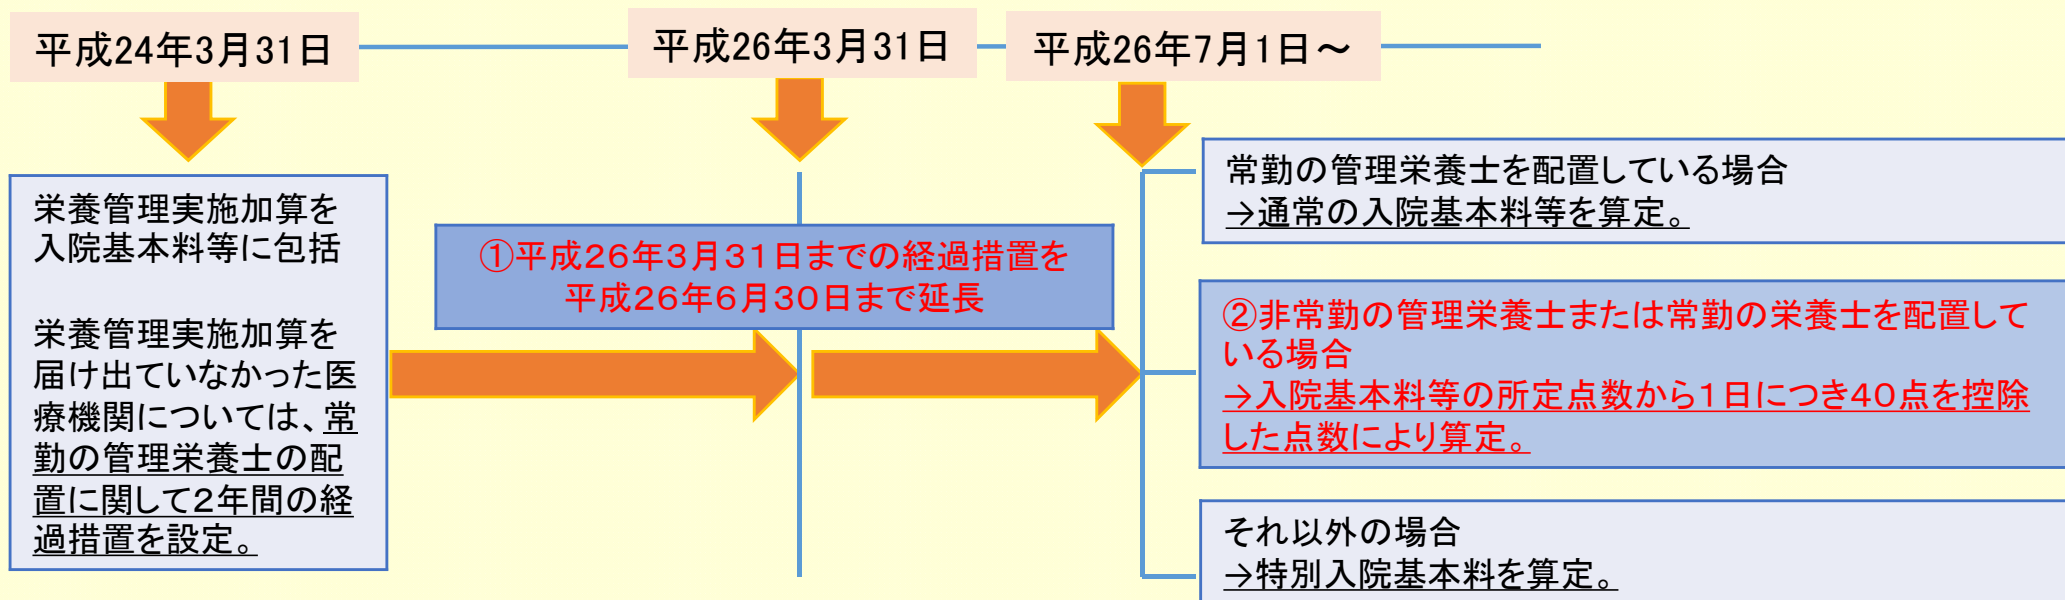 平成24年3月31日
平成26年3月31日
平成26年7月1日～
栄養管理実施加算を
入院基本料等に包括
栄養管理実施加算を
届け出ていなかった医
療機関については、常
勤の管理栄養士の配
置に関して2年間の経
過措置を設定。
①平成２６年３月３１日までの経過措置を
平成２６年６月３０日まで延長
常勤の管理栄養士を配置している場合
→通常の入院基本料等を算定。
②非常勤の管理栄養士または常勤の栄養士を配置して
いる場合
→入院基本料等の所定点数から１日につき４０点を控除
した点数により算定。
それ以外の場合
→特別入院基本料を算定。